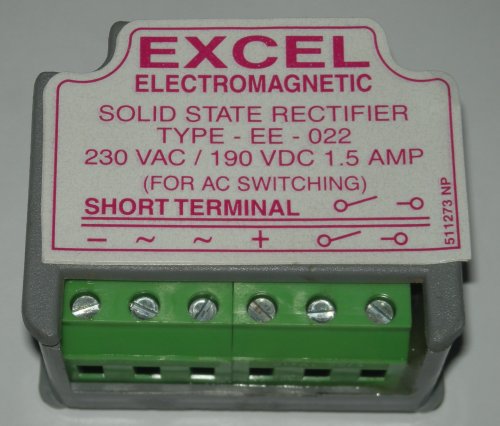 EXCEL
ELECTROMAGNETIC
SOLID STATE RECTIFIER
TYPE - EE - 022
230 VAC / 190 VDC 1.5 AMP
(FOR AC SWITCHING)
SHORT TERMINAL
– ~ ~ +
511273 NP